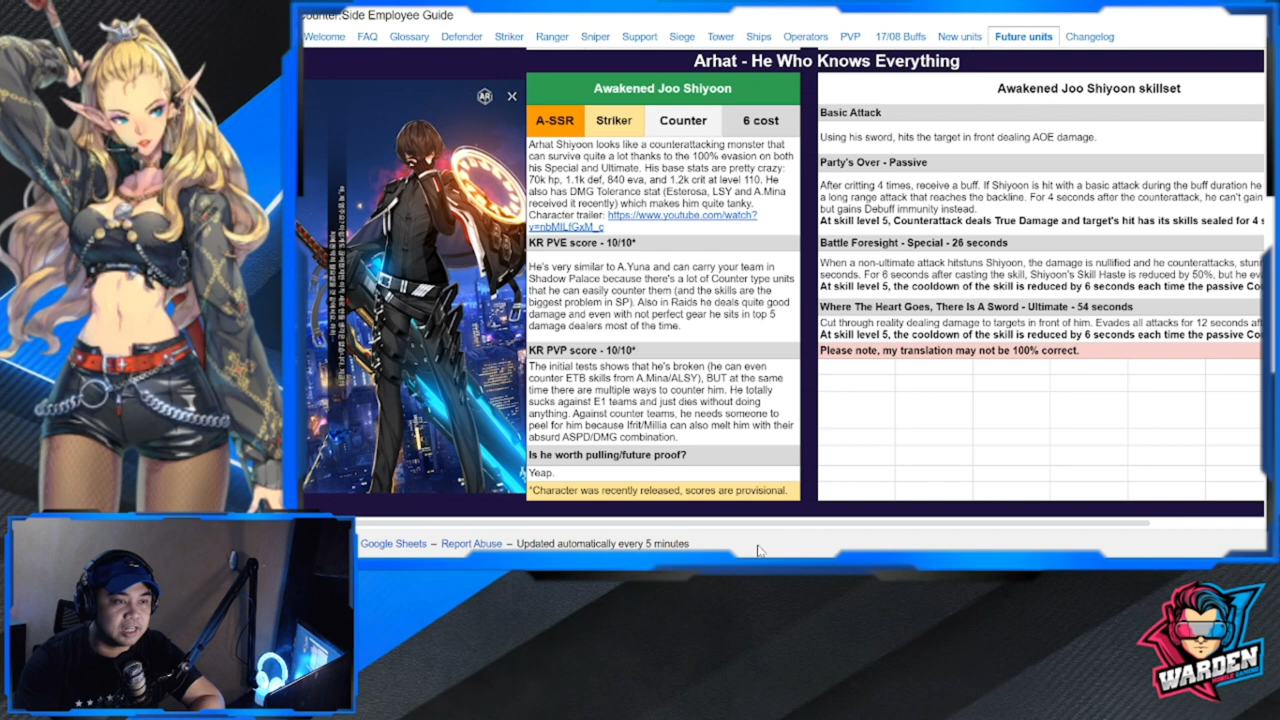 Counter:Side Employee Guide
Welcome FAQ Glossary Defender Striker Ranger Sniper Support Siege Tower Ships Operators PVP 17/08 Buffs New units Future units Changelog
Arhat - He Who Knows Everything
Awakened Joo Shiyoon
A-SSR Striker Counter 6 cost
Arhat Shiyoon looks like a counterattacking monster that
can survive quite a lot thanks to the 100% evasion on both
his Special and Ultimate. His base stats are pretty crazy:
70k hp, 1.1k def, 840 eva, and 1.2k crit at level 110. He
also has DMG Tolerance stat (Esterosa, LSY and A.Mina
received it recently) which makes him quite tanky.
Character trailer: https://www.youtube.com/watch?
v=nbMILfGxM_c
KR PVE score - 10/10*
He's very similar to A.Yuna and can carry your team in
Shadow Palace because there's a lot of Counter type units
that he can easily counter them (and the skills are the
biggest problem in SP). Also in Raids he deals quite good
damage and even with not perfect gear he sits in top 5
damage dealers most of the time.
KR PVP score - 10/10*
The initial tests shows that he's broken (he can even
counter ETB skills from A.Mina/ALSY), BUT at the same
time there are multiple ways to counter him. He totally
sucks against E1 teams and just dies without doing
anything. Against counter teams, he needs someone to
peel for him because Ifrit/Millia can also melt him with their
absurd ASPD/DMG combination.
Is he worth pulling/future proof?
Yeap.
*Character was recently released, scores are provisional.
Awakened Joo Shiyoon skillset
Basic Attack
Using his sword, hits the target in front dealing AOE damage.
Party's Over - Passive
After critting 4 times, receive a buff. If Shiyoon is hit with a basic attack during the buff duration he
a long range attack that reaches the backline. For 4 seconds after the counterattack, he can't gain
but gains Debuff immunity instead.
At skill level 5, Counterattack deals True Damage and target's hit has its skills sealed for 4 s
Battle Foresight - Special - 26 seconds
When a non-ultimate attack hitstuns Shiyoon, the damage is nullified and he counterattacks, stun
seconds. For 6 seconds after casting the skill, Shiyoon's Skill Haste is reduced by 50%, but he ev
At skill level 5, the cooldown of the skill is reduced by 6 seconds each time the passive Co
Where The Heart Goes, There Is A Sword - Ultimate - 54 seconds
Cut through reality dealing damage to targets in front of him. Evades all attacks for 12 seconds aft
At skill level 5, the cooldown of the skill is reduced by 6 seconds each time the passive Co
Please note, my translation may not be 100% correct.
Google Sheets – Report Abuse – Updated automatically every 5 minutes
AR
WARDEN
MOBILE GAMING